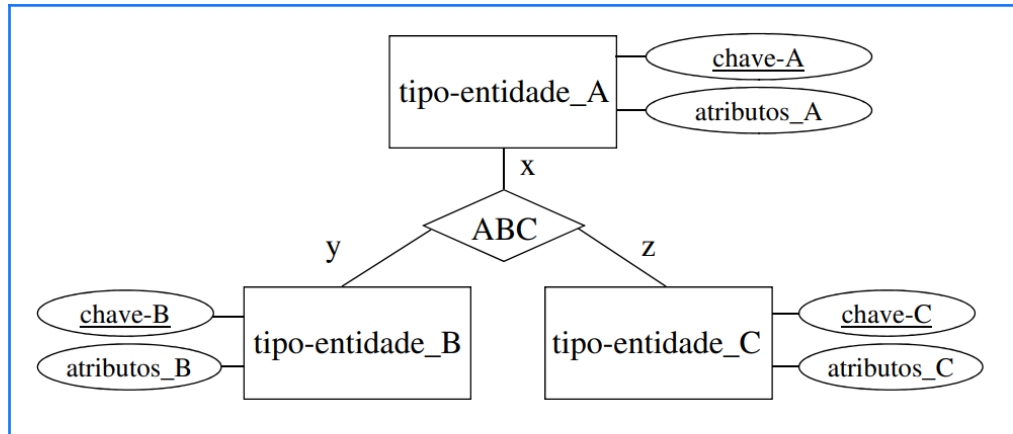 chave-A
tipo-entidade_A
atributos_A
x
ABC
y
z
chave-B
tipo-entidade_B
atributos_B
chave-C
tipo-entidade_C
atributos_C